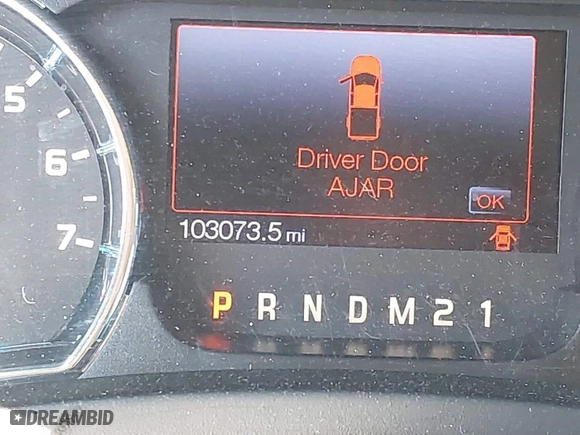 5
6
7
Driver Door
AJAR
OK
103073.5 mi
P R N D M 2 1
DREAMBID